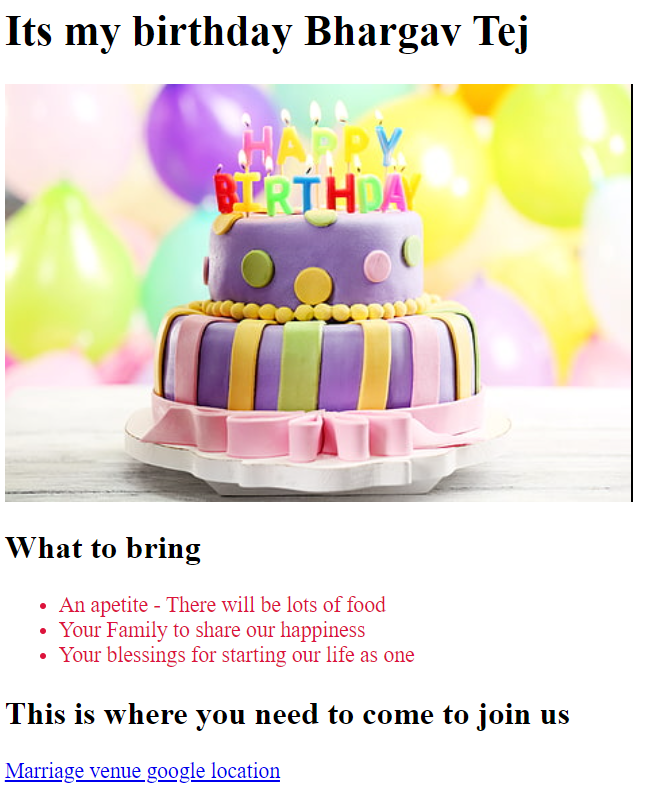 Its my birthday Bhargav Tej
HAPPY
BIRTHDAY
What to bring
An apetite - There will be lots of food
Your Family to share our happiness
Your blessings for starting our life as one
This is where you need to come to join us
Marriage venue google location